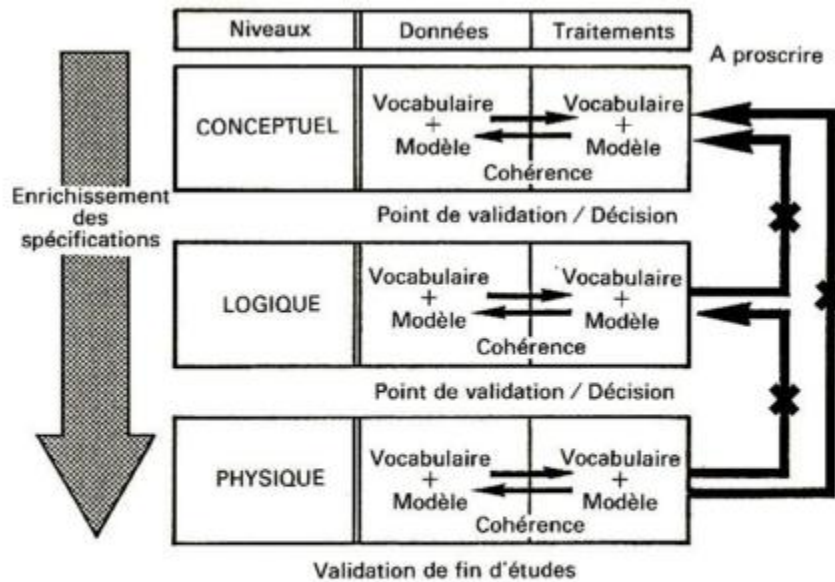 Niveaux Données Traitements
A proscrire
CONCEPTUEL
Vocabulaire Vocabulaire
+ +
Modèle Modèle
Cohérence
Enrichissement
des
spécifications
Point de validation / Décision
LOGIQUE
Vocabulaire Vocabulaire
+ +
Modèle Modèle
Cohérence
Point de validation / Décision
PHYSIQUE
Vocabulaire Vocabulaire
+ +
Modèle Modèle
Cohérence
Validation de fin d'études